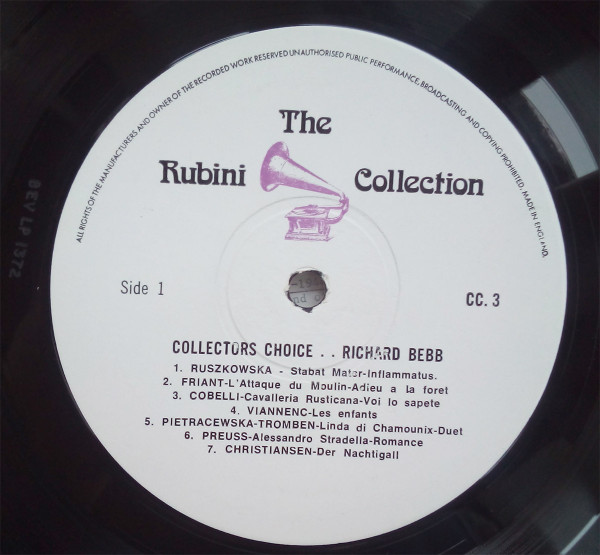 ALL RIGHTS OF THE MANUFACTURERS AND OWNER OF THE RECORDED WORK RESERVED UNAUTHORISED PUBLIC PERFORMANCE, BROADCASTING AND COPYING PROHIBITED, MADE IN ENGLAND.
The
Rubini Collection
BEV LP 1372
Side 1
CC. 3
COLLECTORS CHOICE . . RICHARD BEBB
1. RUSZKOWSKA - Stabat Mater-Inflammatus.
2. FRIANT-L'Attaque du Moulin-Adieu a la foret
3. COBELLI-Cavalleria Rusticana-Voi lo sapete
4. VIANNENC-Les enfants
5. PIETRACEWSKA-TROMBEN-Linda di Chamounix-Duet
6. PREUSS-Alessandro Stradella-Romance
7. CHRISTIANSEN-Der Nachtigall